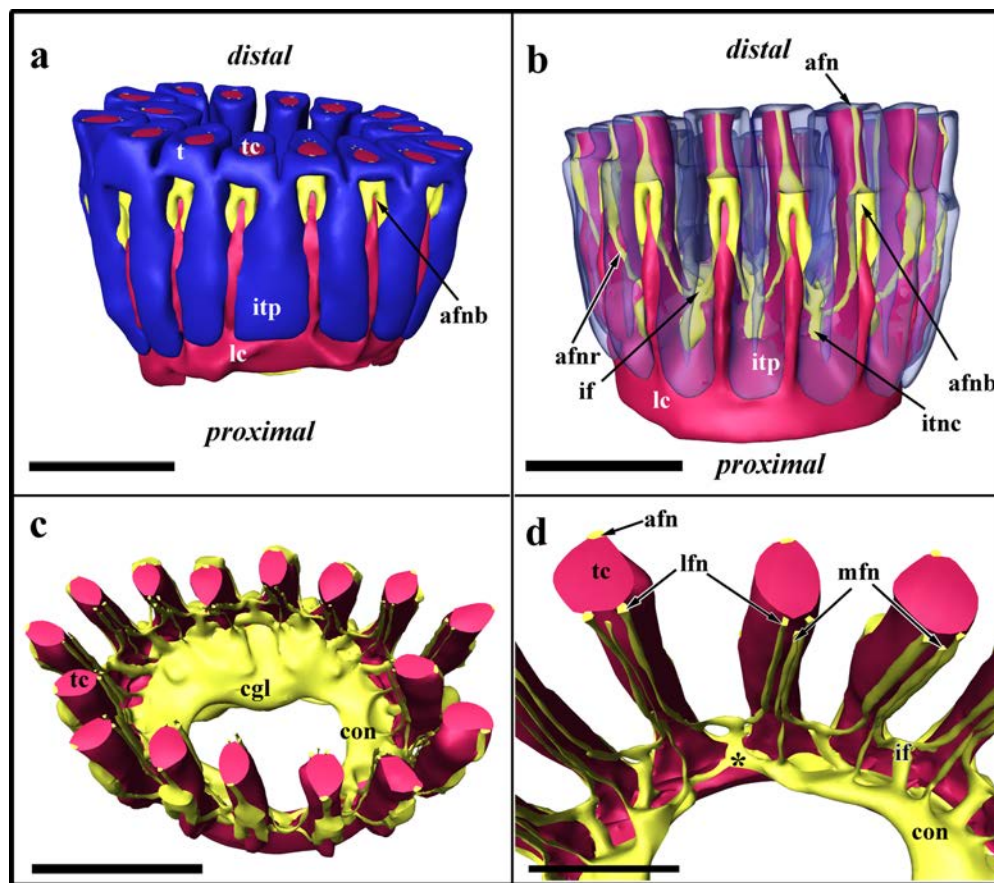 a
distal
t
tc
afnb
itp
lc
proximal
b
distal
afn
afnr
if
itp
afnb
lc
itnc
proximal
c
tc
cgl
con
d
afn
tc
lfn
mfn
*
if
con